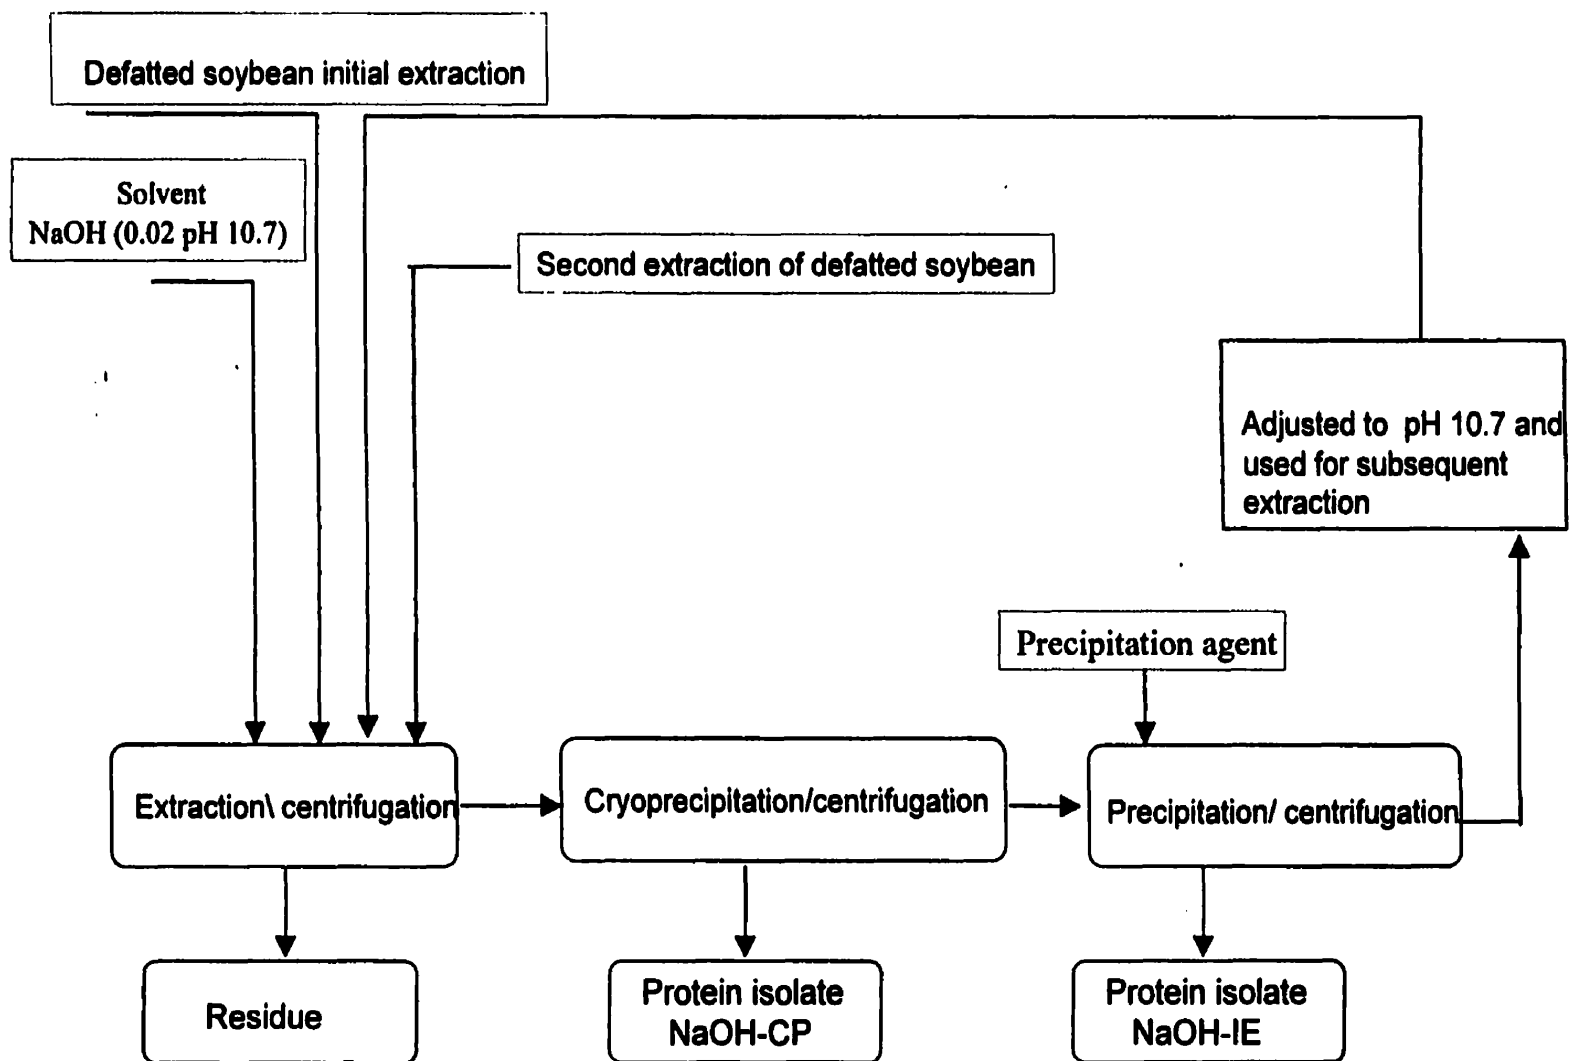 Defatted soybean initial extraction
Solvent
NaOH (0.02 pH 10.7)
Second extraction of defatted soybean
Adjusted to pH 10.7 and
used for subsequent
extraction
Precipitation agent
Extraction\ centrifugation
Cryoprecipitation/centrifugation
Precipitation/ centrifugation
Residue
Protein isolate
NaOH-CP
Protein isolate
NaOH-IE